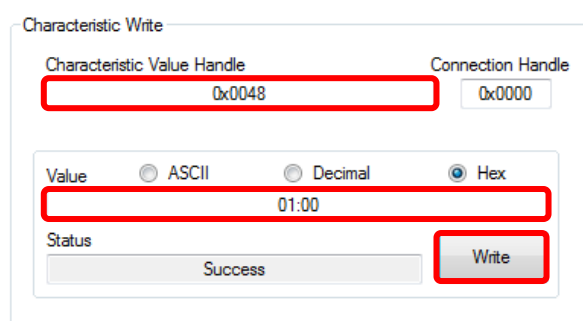 Characteristic Write
Characteristic Value Handle Connection Handle
0x0048 0x0000
Value ASCII Decimal Hex
01:00
Status
Success Write